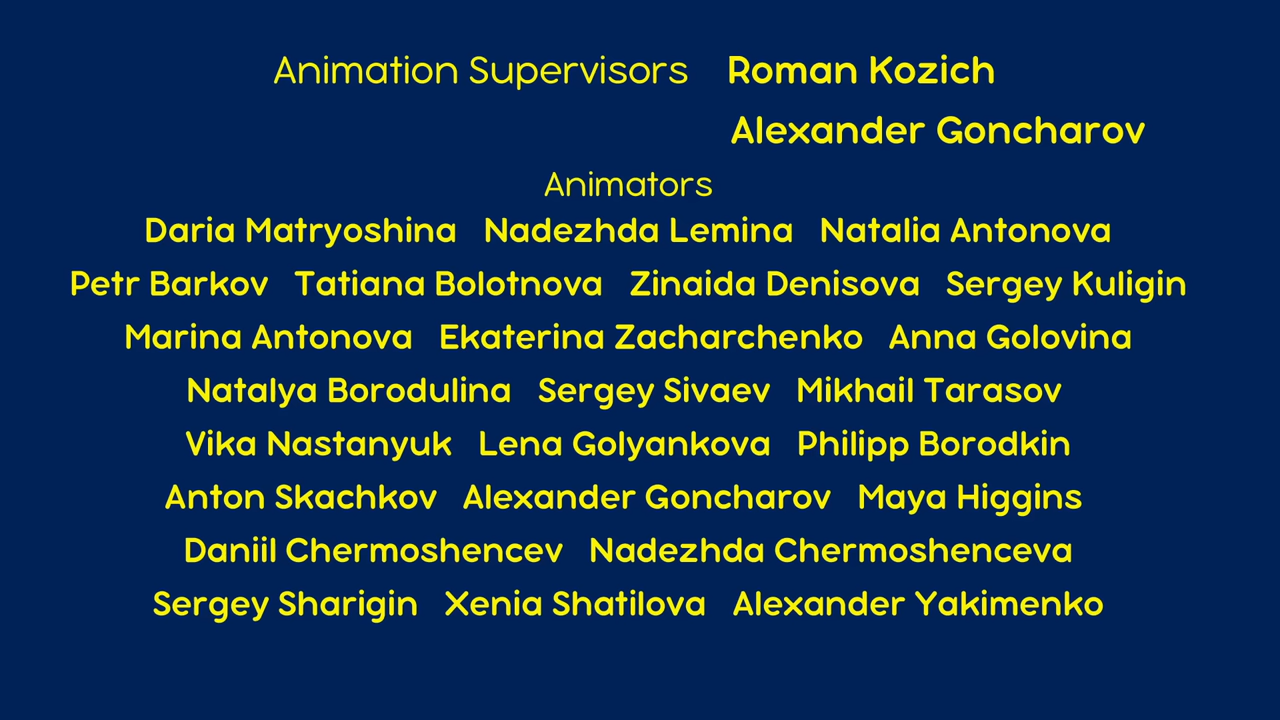 Animation Supervisors Roman Kozich
Alexander Goncharov
Animators
Daria Matryoshina Nadezhda Lemina Natalia Antonova
Petr Barkov Tatiana Bolotnova Zinaida Denisova Sergey Kuligin
Marina Antonova Ekaterina Zacharchenko Anna Golovina
Natalya Borodulina Sergey Sivaev Mikhail Tarasov
Vika Nastanyuk Lena Golyankova Philipp Borodkin
Anton Skachkov Alexander Goncharov Maya Higgins
Daniil Chermoshencev Nadezhda Chermoshenceva
Sergey Sharigin Xenia Shatilova Alexander Yakimenko